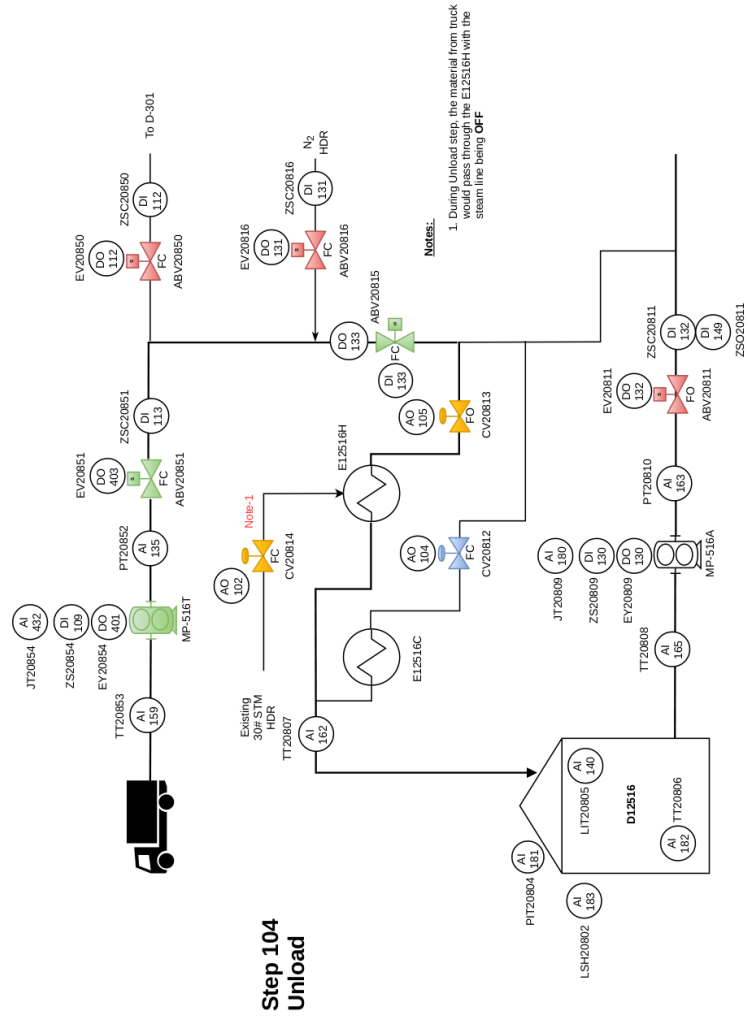 Step 104
Unload
JT20854
AI
432
ZS20854
DI
109
EY20854
DO
401
MP-516T
TT20853
AI
159
PT20852
AI
135
EV20851
DO
403
FC
ABV20851
ZSC20851
DI
113
EV20850
DO
112
FC
ABV20850
ZSC20850
DI
112
To D-301
EV20816
DO
131
FC
ABV20816
ZSC20816
DI
131
N2
HDR
DO
133
ABV20815
FC
DI
133
Notes:
1. During Unload step, the material from truck
would pass through the E12516H with the
steam line being OFF
Existing
30# STM
HDR
AO
102
FC
CV20814
Note-1
E12516H
AO
105
FO
CV20813
TT20807
AI
162
E12516C
AO
104
FC
CV20812
PIT20804
AI
181
LSH20802
AI
183
AI
140
LIT20805
D12516
AI
182
TT20806
TT20808
AI
165
JT20809
AI
180
ZS20809
DI
130
EY20809
DO
130
MP-516A
PT20810
AI
163
EV20811
DO
132
FO
ABV20811
ZSC20811
DI
132
DI
149
ZSO20811